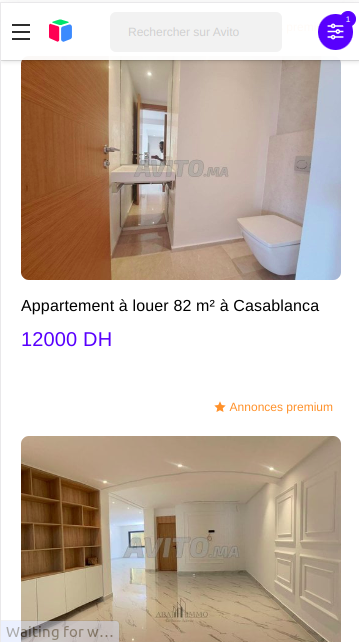 Rechercher sur Avito
1
AVITO.MA
Appartement à louer 82 m² à Casablanca
12000 DH
Annonces premium
AVITO.MA
Waiting for w…